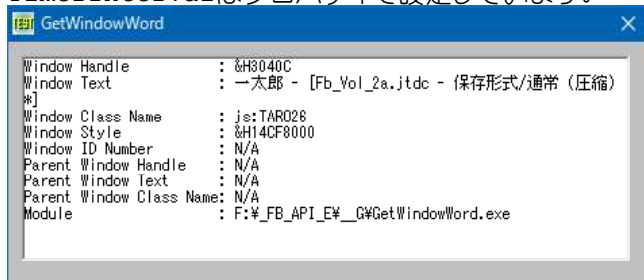 GetWindowWord
Window Handle : &H3040C
Window Text : 一太郎 - [Fb_Vol_2a.jtdc - 保存形式/通常（圧縮）
*]
Window Class Name : js:TARO26
Window Style : &H14CF8000
Window ID Number : N/A
Parent Window Handle : N/A
Parent Window Text : N/A
Parent Window Class Name: N/A
Module : F:¥_FB_API_E¥__G¥GetWindowWord.exe